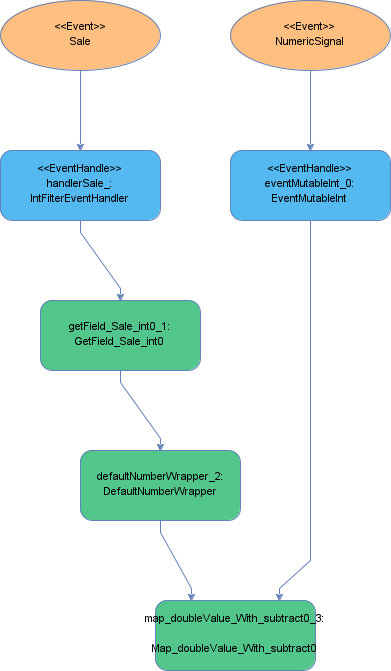 <<Event>>
Sale
<<Event>>
NumericSignal
<<EventHandle>>
handlerSale_:
IntFilterEventHandler
<<EventHandle>>
eventMutableInt_0:
EventMutableInt
getField_Sale_int0_1:
GetField_Sale_int0
defaultNumberWrapper_2:
DefaultNumberWrapper
map_doubleValue_With_subtract0_3:
Map_doubleValue_With_subtract0